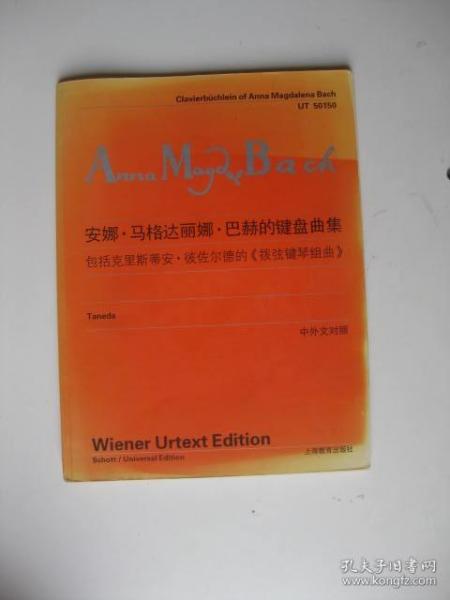 Clavierbüchlein of Anna Magdalena Bach
UT 50150
Anna Magd. Bach
安娜·马格达丽娜·巴赫的键盘曲集
包括克里斯蒂安·彼佐尔德的《拨弦键琴组曲》
Taneda
中外文对照
Wiener Urtext Edition
Schott / Universal Edition
上海教育出版社
孔夫子旧书网
www.kongfz.com